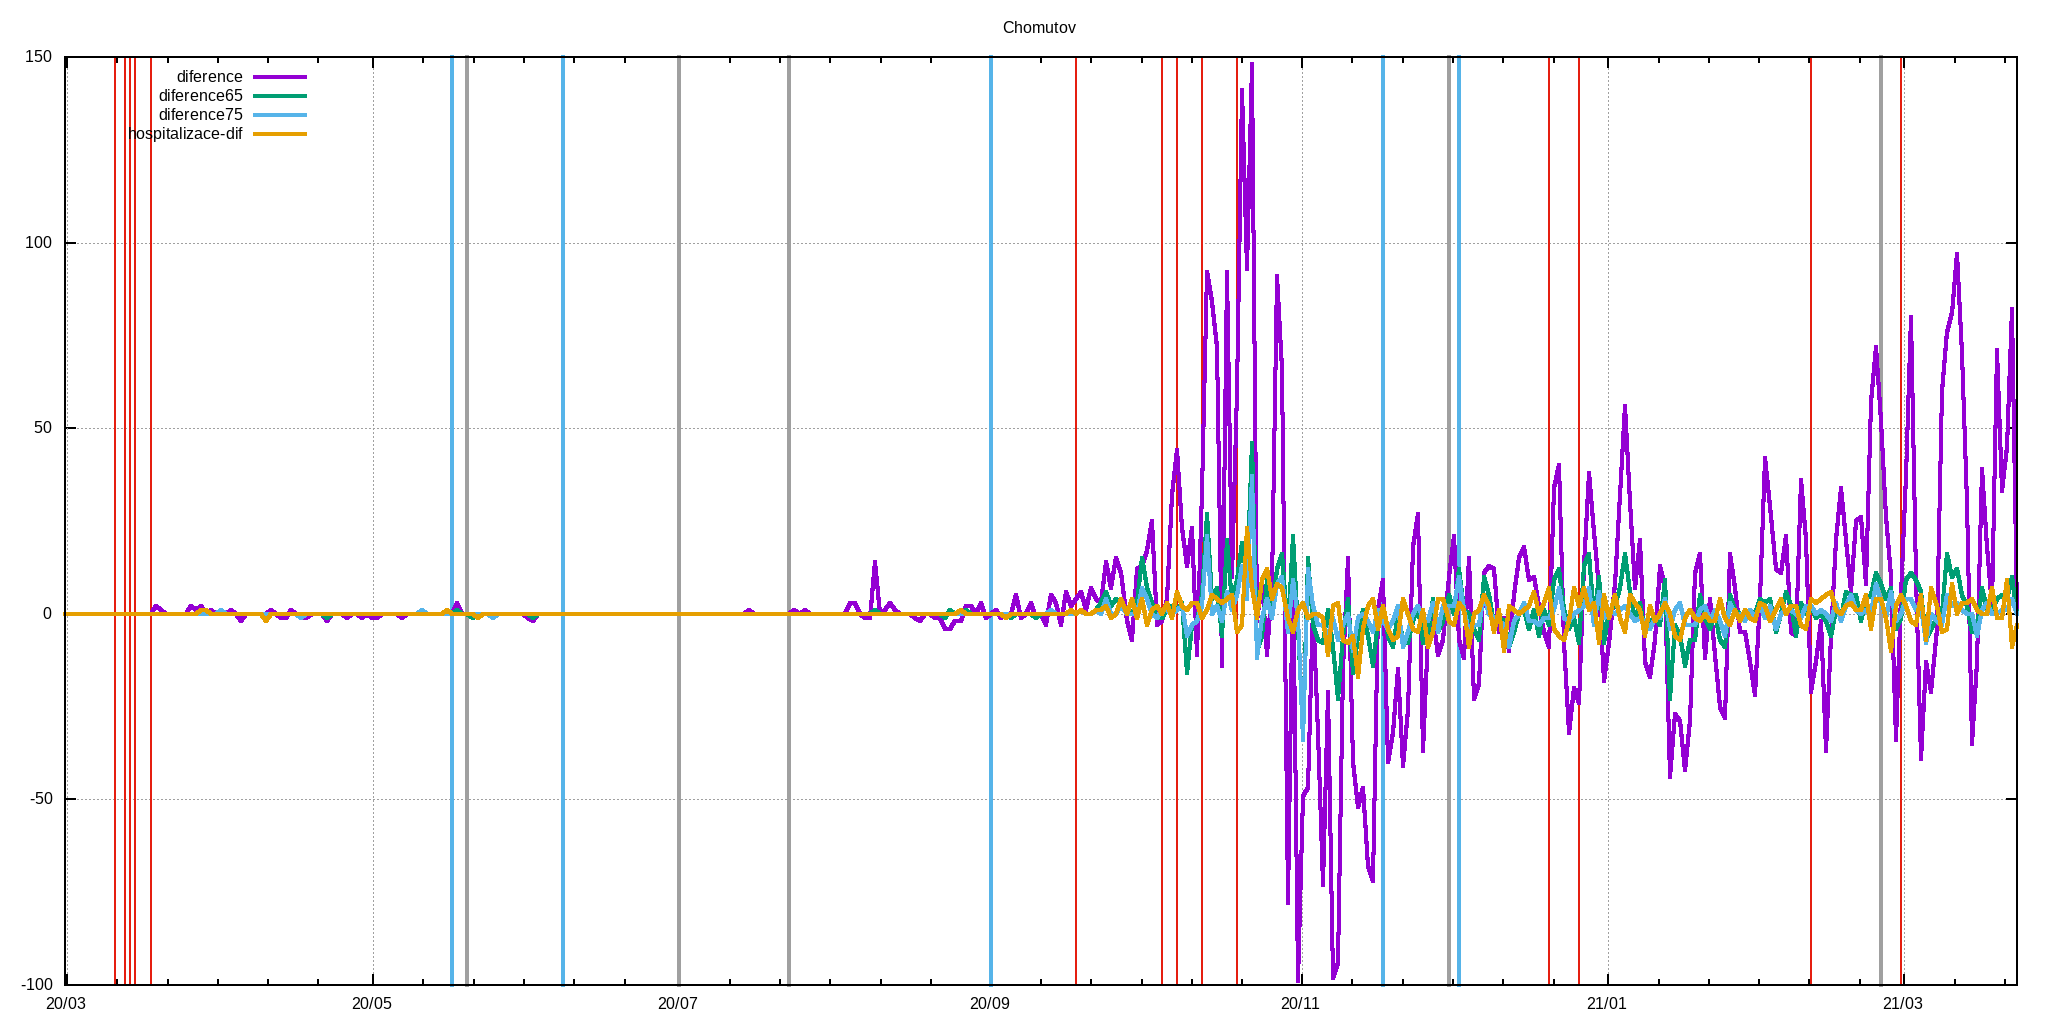 Chomutov
150
diference
diference65
diference75
hospitalizace-dif
100
50
0
-50
-100
20/03 20/05 20/07 20/09 20/11 21/01 21/03